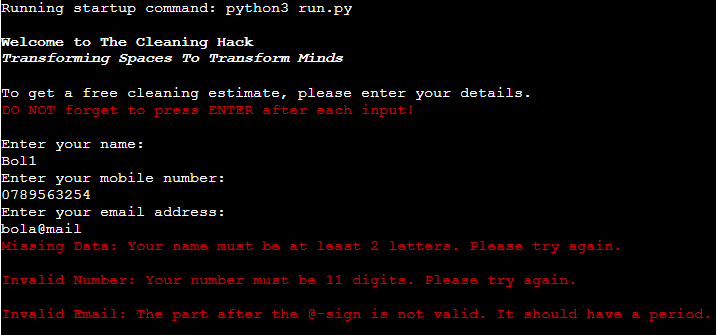 Running startup command: python3 run.py
Welcome to The Cleaning Hack
Transforming Spaces To Transform Minds
To get a free cleaning estimate, please enter your details.
DO NOT forget to press ENTER after each input!
Enter your name:
Bol1
Enter your mobile number:
0789563254
Enter your email address:
bola@mail
Missing Data: Your name must be at least 2 letters. Please try again.
Invalid Number: Your number must be 11 digits. Please try again.
Invalid Email: The part after the @-sign is not valid. It should have a period.